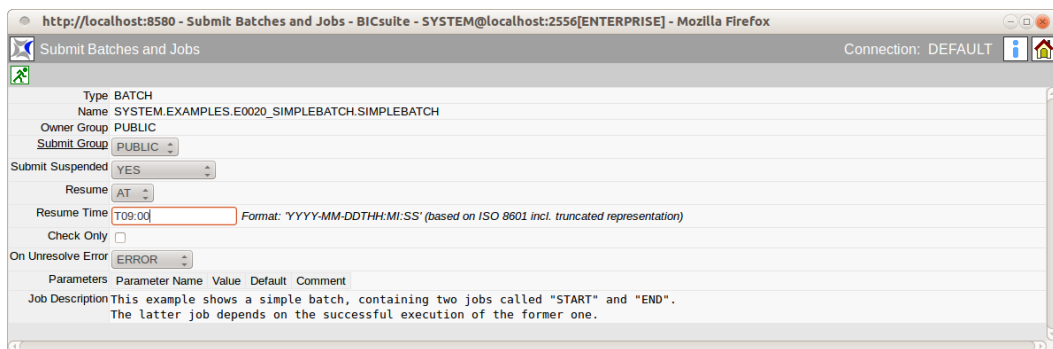 http://localhost:8580 - Submit Batches and Jobs - BICsuite - SYSTEM@localhost:2556[ENTERPRISE] - Mozilla Firefox
Submit Batches and Jobs Connection: DEFAULT
Type BATCH
Name SYSTEM.EXAMPLES.E0020_SIMPLEBATCH.SIMPLEBATCH
Owner Group PUBLIC
Submit Group PUBLIC
Submit Suspended YES
Resume AT
Resume Time T09:00 Format: 'YYYY-MM-DDTHH:MI:SS' (based on ISO 8601 incl. truncated representation)
Check Only
On Unresolve Error ERROR
Parameters Parameter Name Value Default Comment
Job Description This example shows a simple batch, containing two jobs called "START" and "END".
The latter job depends on the successful execution of the former one.